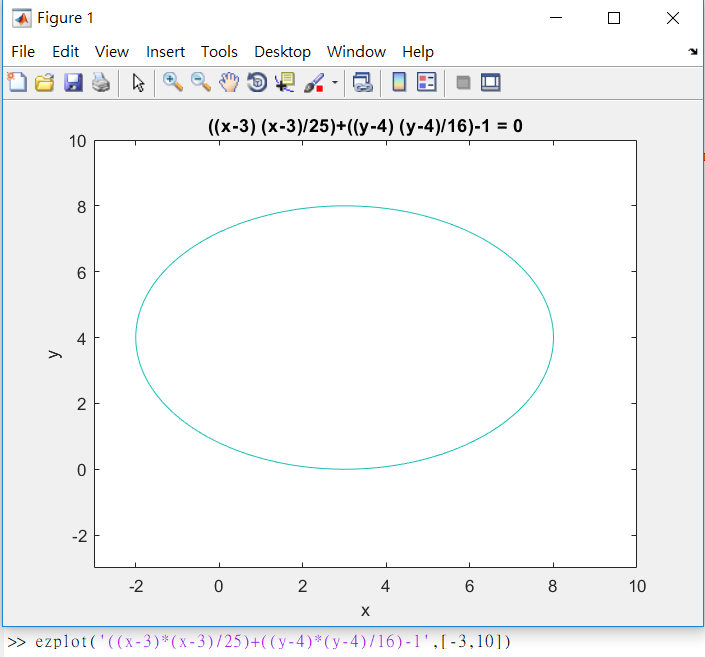 Figure 1
File Edit View Insert Tools Desktop Window Help
((x-3) (x-3)/25)+((y-4) (y-4)/16)-1 = 0
10
8
6
4
2
0
-2
y
-2 0 2 4 6 8 10
x
>> ezplot('((x-3)*(x-3)/25)+((y-4)*(y-4)/16)-1',[-3,10])